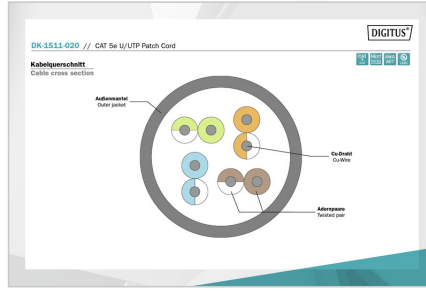 DIGITUS®
DK-1511-020 // CAT 5e U/UTP Patch Cord
Kabelquerschnitt
Cable cross section
Außenmantel
Outer jacket
Cu-Draht
Cu-Wire
Adernpaare
Twisted pair